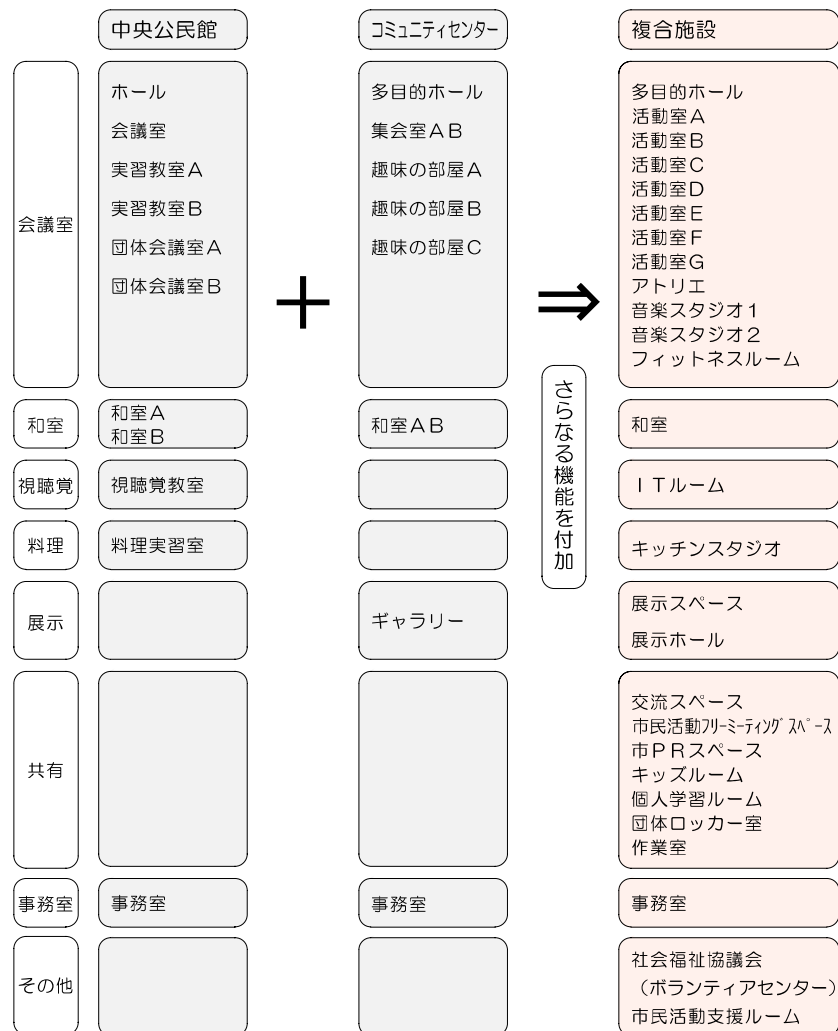 中央公民館
コミュニティセンター
複合施設
会議室
ホール
会議室
実習教室A
実習教室B
団体会議室A
団体会議室B
+
多目的ホール
集会室AB
趣味の部屋A
趣味の部屋B
趣味の部屋C
⇒
多目的ホール
活動室A
活動室B
活動室C
活動室D
活動室E
活動室F
活動室G
アトリエ
音楽スタジオ1
音楽スタジオ2
フィットネスルーム
さらなる機能を付加
和室
和室A
和室B
和室AB
和室
視聴覚
視聴覚教室
ITルーム
料理
料理実習室
キッチンスタジオ
展示
ギャラリー
展示スペース
展示ホール
共有
交流スペース
市民活動フリーミーティングスペース
市PRスペース
キッズルーム
個人学習ルーム
団体ロッカー室
作業室
事務室
事務室
事務室
事務室
その他
社会福祉協議会
(ボランティアセンター)
市民活動支援ルーム